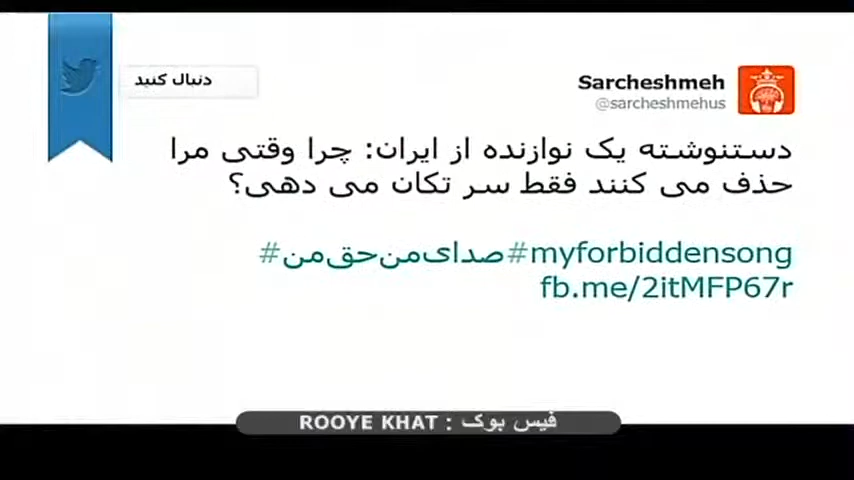 دنبال کنید
Sarcheshmeh
@sarcheshmehus
دستنوشته یک نوازنده از ایران: چرا وقتی مرا
حذف می کنند فقط سر تکان می دهی؟
#صدای‌من‌حق‌من #myforbiddensong
fb.me/2itMFP67r
فیس بوک : ROOYE KHAT